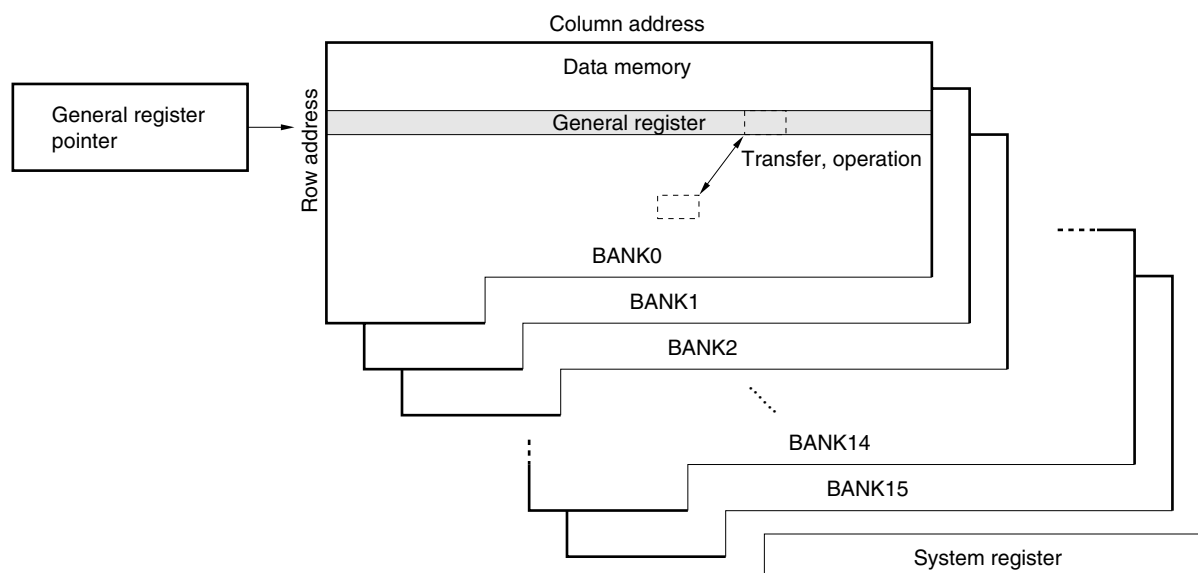 Column address
Data memory
General register
pointer
Row address
General register
Transfer, operation
BANK0
BANK1
BANK2
BANK14
BANK15
System register